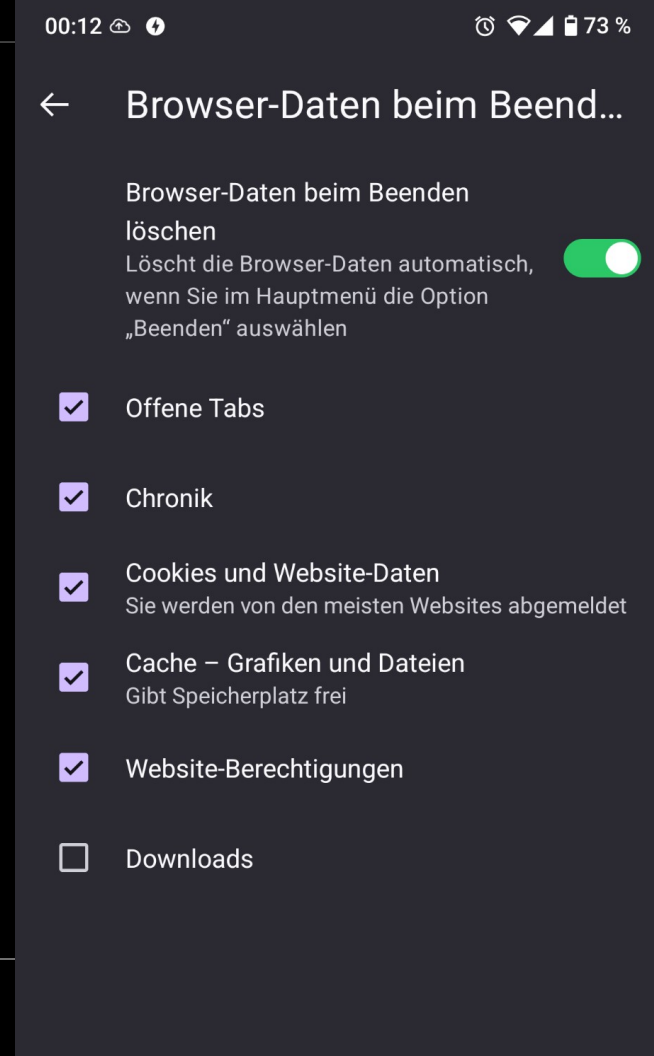 00:12 73 %
Browser-Daten beim Beend...
Browser-Daten beim Beenden
löschen
Löscht die Browser-Daten automatisch,
wenn Sie im Hauptmenü die Option
„Beenden“ auswählen
Offene Tabs
Chronik
Cookies und Website-Daten
Sie werden von den meisten Websites abgemeldet
Cache – Grafiken und Dateien
Gibt Speicherplatz frei
Website-Berechtigungen
Downloads